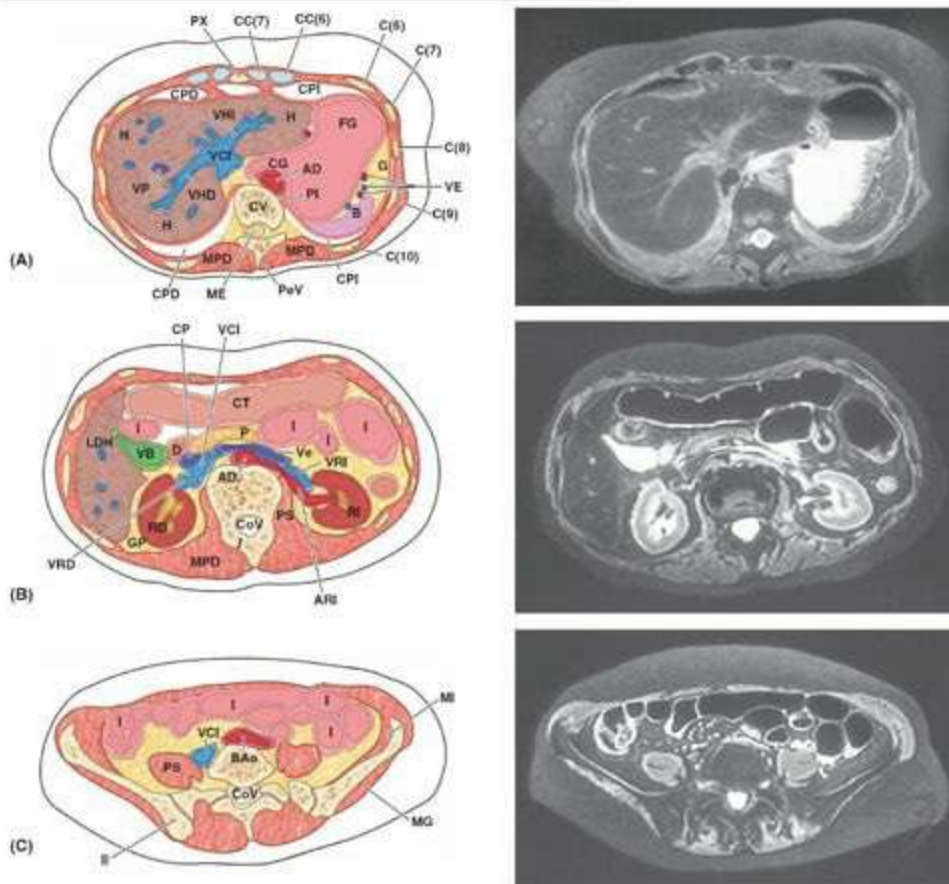 PX CC(7) CC(6) C(6)
C(7)
CPD CPI
VHI H FG
H
VCI C(8)
CG AD G
VP VE
VHD PI
CV B C(9)
H
(A) MPD MPD C(10)
CPD ME PeV CPI
CP VCI
CT
I P I I I
LDH VB D Ve VRI
AD
RD CoV PS RI
GP
VRD MPD
(B) ARI
I I I MI
VCI I
PS BAo
CoV
MG
(C)